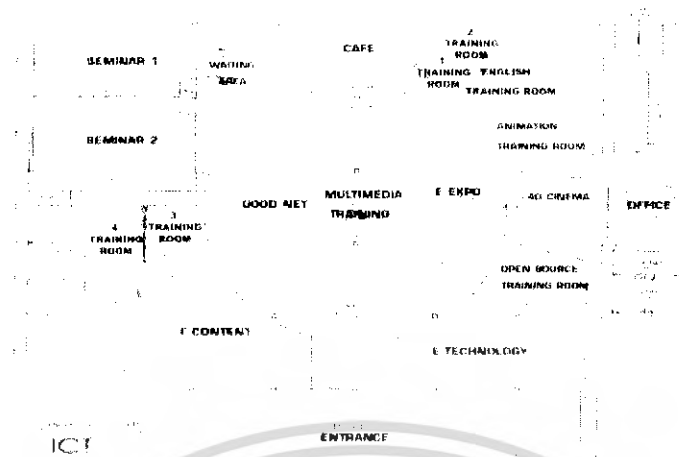 SEMINAR 1
WAITING
AREA
CAFE
2
TRAINING
ROOM
1
TRAINING
ROOM
ENGLISH
TRAINING ROOM
SEMINAR 2
ANIMATION
TRAINING ROOM
4
TRAINING
ROOM
3
TRAINING
ROOM
GOOD NET
MULTIMEDIA
TRAINING
E EXPO
4D CINEMA
OFFICE
OPEN SOURCE
TRAINING ROOM
E CONTENT
E TECHNOLOGY
ICT
ENTRANCE